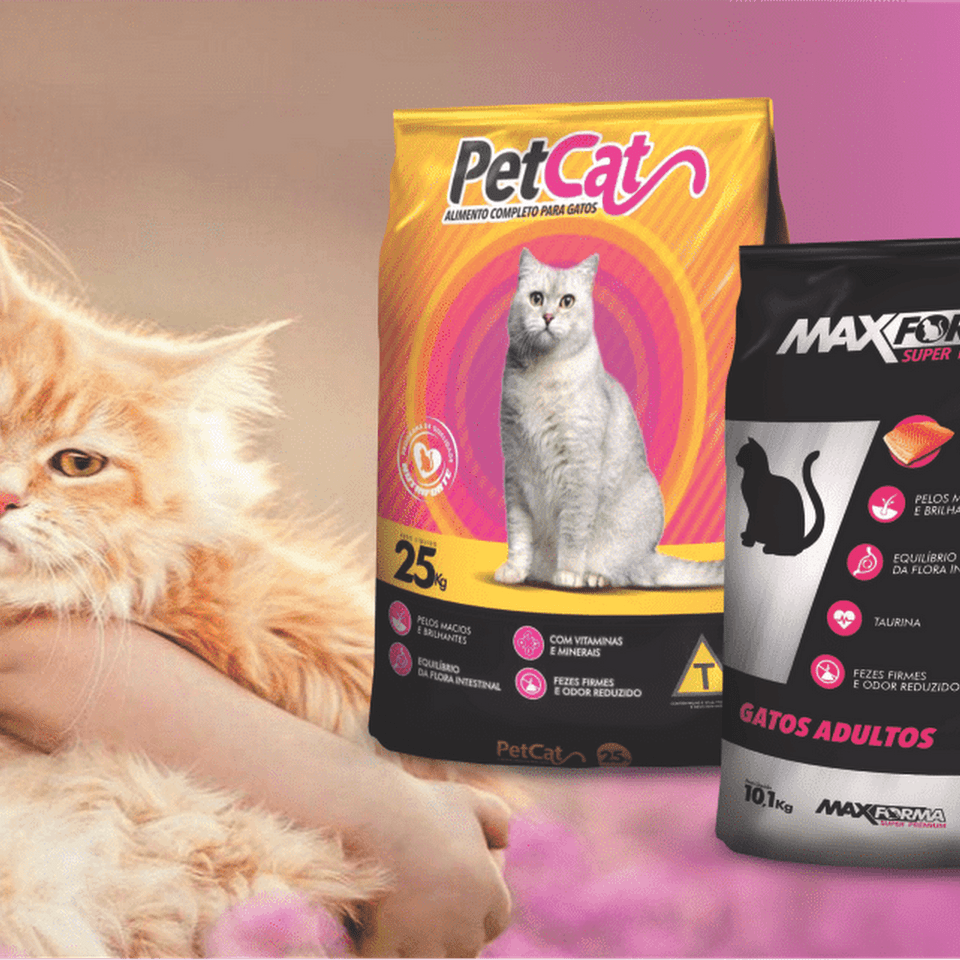 PetCat
ALIMENTO COMPLETO PARA GATOS
NUTRIFORTE
25Kg
PELOS MACIOS
E BRILHANTES
EQUILÍBRIO
DA FLORA INTESTINAL
COM VITAMINAS
E MINERAIS
FEZES FIRMES
E ODOR REDUZIDO
T
PetCat
25
MAXFOR
SUPER
PELOS M
E BRILHA
EQUILÍBRIO
DA FLORA IN
TAURINA
FEZES FIRMES
E ODOR REDUZIDO
GATOS ADULTOS
10,1Kg
MAXFORMA
SUPER PREMIUM